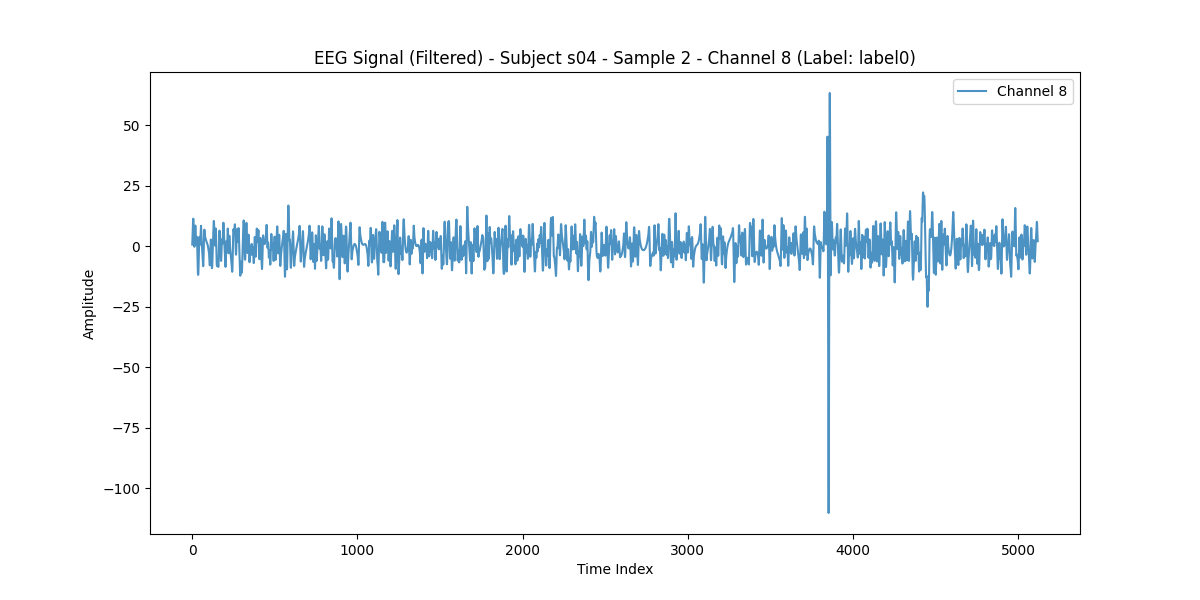 EEG Signal (Filtered) - Subject s04 - Sample 2 - Channel 8 (Label: label0)
Channel 8
50
25
0
−25
−50
−75
−100
Amplitude
0 1000 2000 3000 4000 5000
Time Index